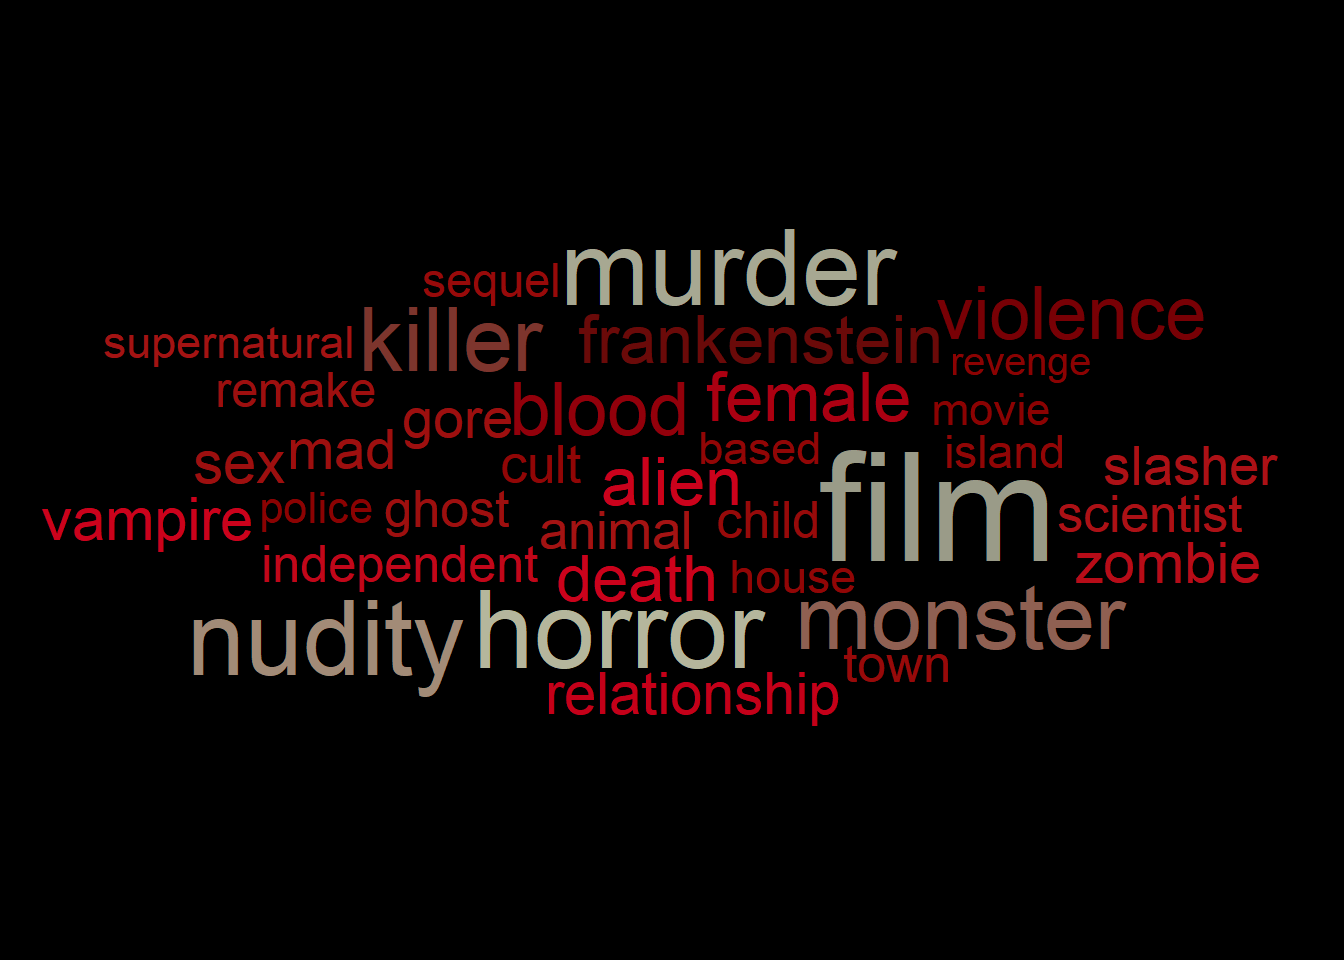 murder
sequel
violence
killer
frankenstein
supernatural
revenge
remake
female
blood
gore
movie
mad
based
island
sex
cult
slasher
alien
film
vampire
police
ghost
child
scientist
animal
independent
zombie
death
house
nudity
horror
monster
town
relationship